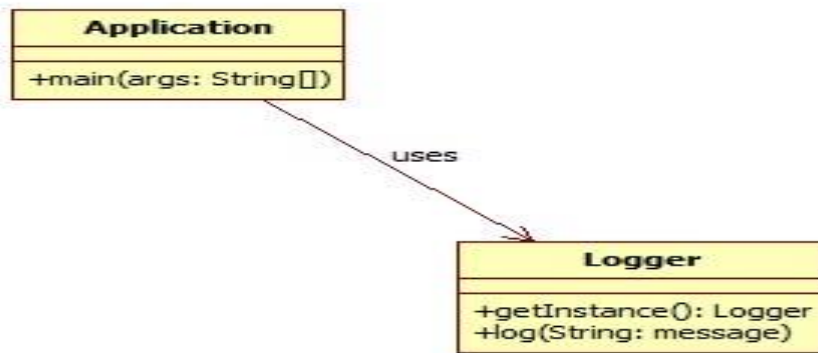 Application
+main(args: String[])
uses
Logger
+getInstance(): Logger
+log(String: message)